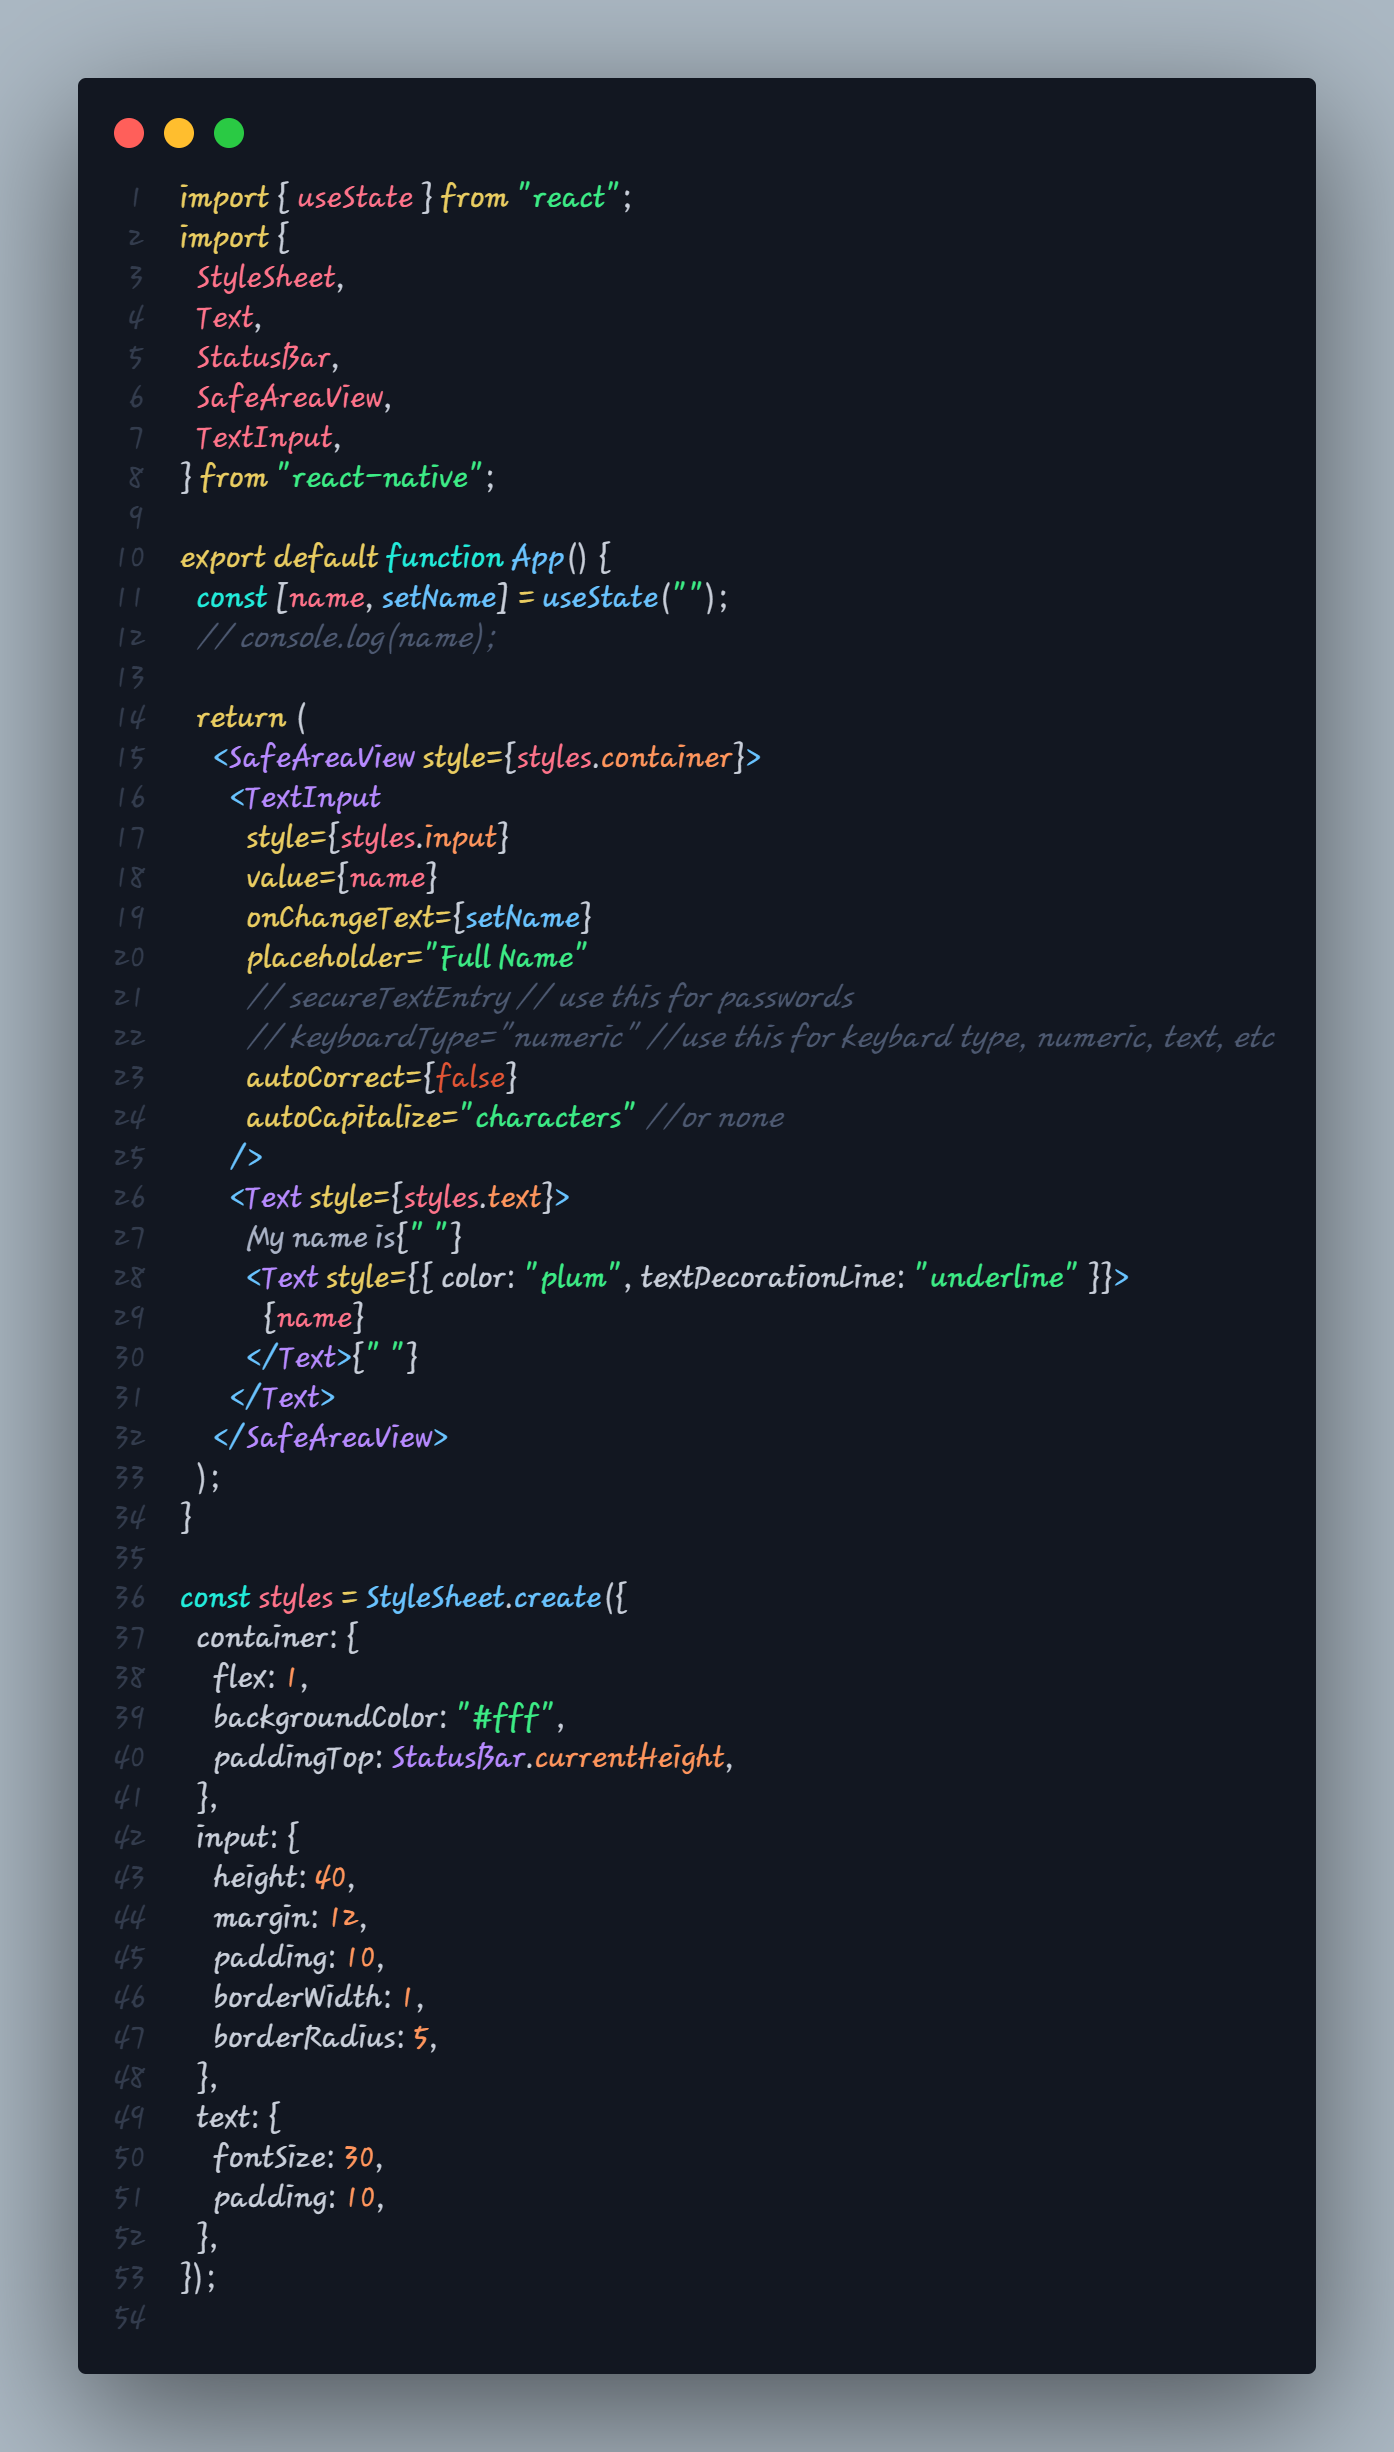 1 import { useState } from "react";
2 import {
3   StyleSheet,
4   Text,
5   StatusBar,
6   SafeAreaView,
7   TextInput,
8 } from "react-native";
9
10 export default function App() {
11   const [name, setName] = useState("");
12   // console.log(name);
13
14   return (
15     <SafeAreaView style={styles.container}>
16       <TextInput
17         style={styles.input}
18         value={name}
19         onChangeText={setName}
20         placeholder="Full Name"
21         // secureTextEntry // use this for passwords
22         // keyboardType="numeric" //use this for keybard type, numeric, text, etc
23         autoCorrect={false}
24         autoCapitalize="characters" //or none
25       />
26       <Text style={styles.text}>
27         My name is{" "}
28         <Text style={{ color: "plum", textDecorationLine: "underline" }}>
29           {name}
30         </Text>{" "}
31       </Text>
32     </SafeAreaView>
33   );
34 }
35
36 const styles = StyleSheet.create({
37   container: {
38     flex: 1,
39     backgroundColor: "#fff",
40     paddingTop: StatusBar.currentHeight,
41   },
42   input: {
43     height: 40,
44     margin: 12,
45     padding: 10,
46     borderWidth: 1,
47     borderRadius: 5,
48   },
49   text: {
50     fontSize: 30,
51     padding: 10,
52   },
53 });
54